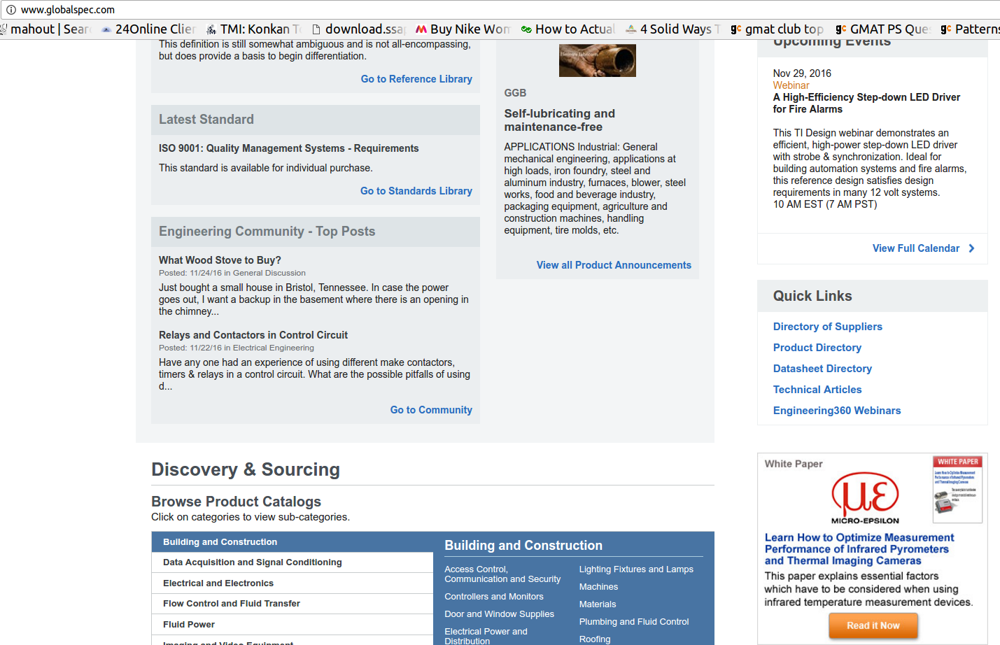 www.globalspec.com
mahout | Sear
24Online Clien
TMI: Konkan T
download.ssa
Buy Nike Wom
How to Actual
4 Solid Ways T
gmat club top
GMAT PS Que
Patterns
This definition is still somewhat ambiguous and is not all-encompassing,
but does provide a basis to begin differentiation.
Go to Reference Library
Latest Standard
ISO 9001: Quality Management Systems - Requirements
This standard is available for individual purchase.
Go to Standards Library
Engineering Community - Top Posts
What Wood Stove to Buy?
Posted: 11/24/16 in General Discussion
Just bought a small house in Bristol, Tennessee. In case the power
goes out, I want a backup in the basement where there is an opening in
the chimney...
Relays and Contactors in Control Circuit
Posted: 11/22/16 in Electrical Engineering
Have any one had an experience of using different make contactors,
timers & relays in a control circuit. What are the possible pitfalls of using
d...
Go to Community
Eliminate lubricants
GGB
Self-lubricating and
maintenance-free
APPLICATIONS Industrial: General
mechanical engineering, applications at
high loads, iron foundry, steel and
aluminum industry, furnaces, blower, steel
works, food and beverage industry,
packaging equipment, agriculture and
construction machines, handling
equipment, tire molds, etc.
View all Product Announcements
Upcoming Events
Nov 29, 2016
Webinar
A High-Efficiency Step-down LED Driver
for Fire Alarms
This TI Design webinar demonstrates an
efficient, high-power step-down LED driver
with strobe & synchronization. Ideal for
building automation systems and fire alarms,
this reference design satisfies design
requirements in many 12 volt systems.
10 AM EST (7 AM PST)
View Full Calendar
Quick Links
Directory of Suppliers
Product Directory
Datasheet Directory
Technical Articles
Engineering360 Webinars
Discovery & Sourcing
Browse Product Catalogs
Click on categories to view sub-categories.
Building and Construction
Data Acquisition and Signal Conditioning
Electrical and Electronics
Flow Control and Fluid Transfer
Fluid Power
Imaging and Video Equipment
Building and Construction
Access Control,
Communication and Security
Controllers and Monitors
Door and Window Supplies
Electrical Power and
Distribution
Lighting Fixtures and Lamps
Machines
Materials
Plumbing and Fluid Control
Roofing
White Paper
WHITE PAPER
Learn How to Optimize Measurement
Performance of Infrared Pyrometers
and Thermal Imaging Cameras
με
MICRO-EPSILON
Learn How to Optimize Measurement
Performance of Infrared Pyrometers
and Thermal Imaging Cameras
This paper explains essential factors
which have to be considered when using
infrared temperature measurement devices.
Read it Now